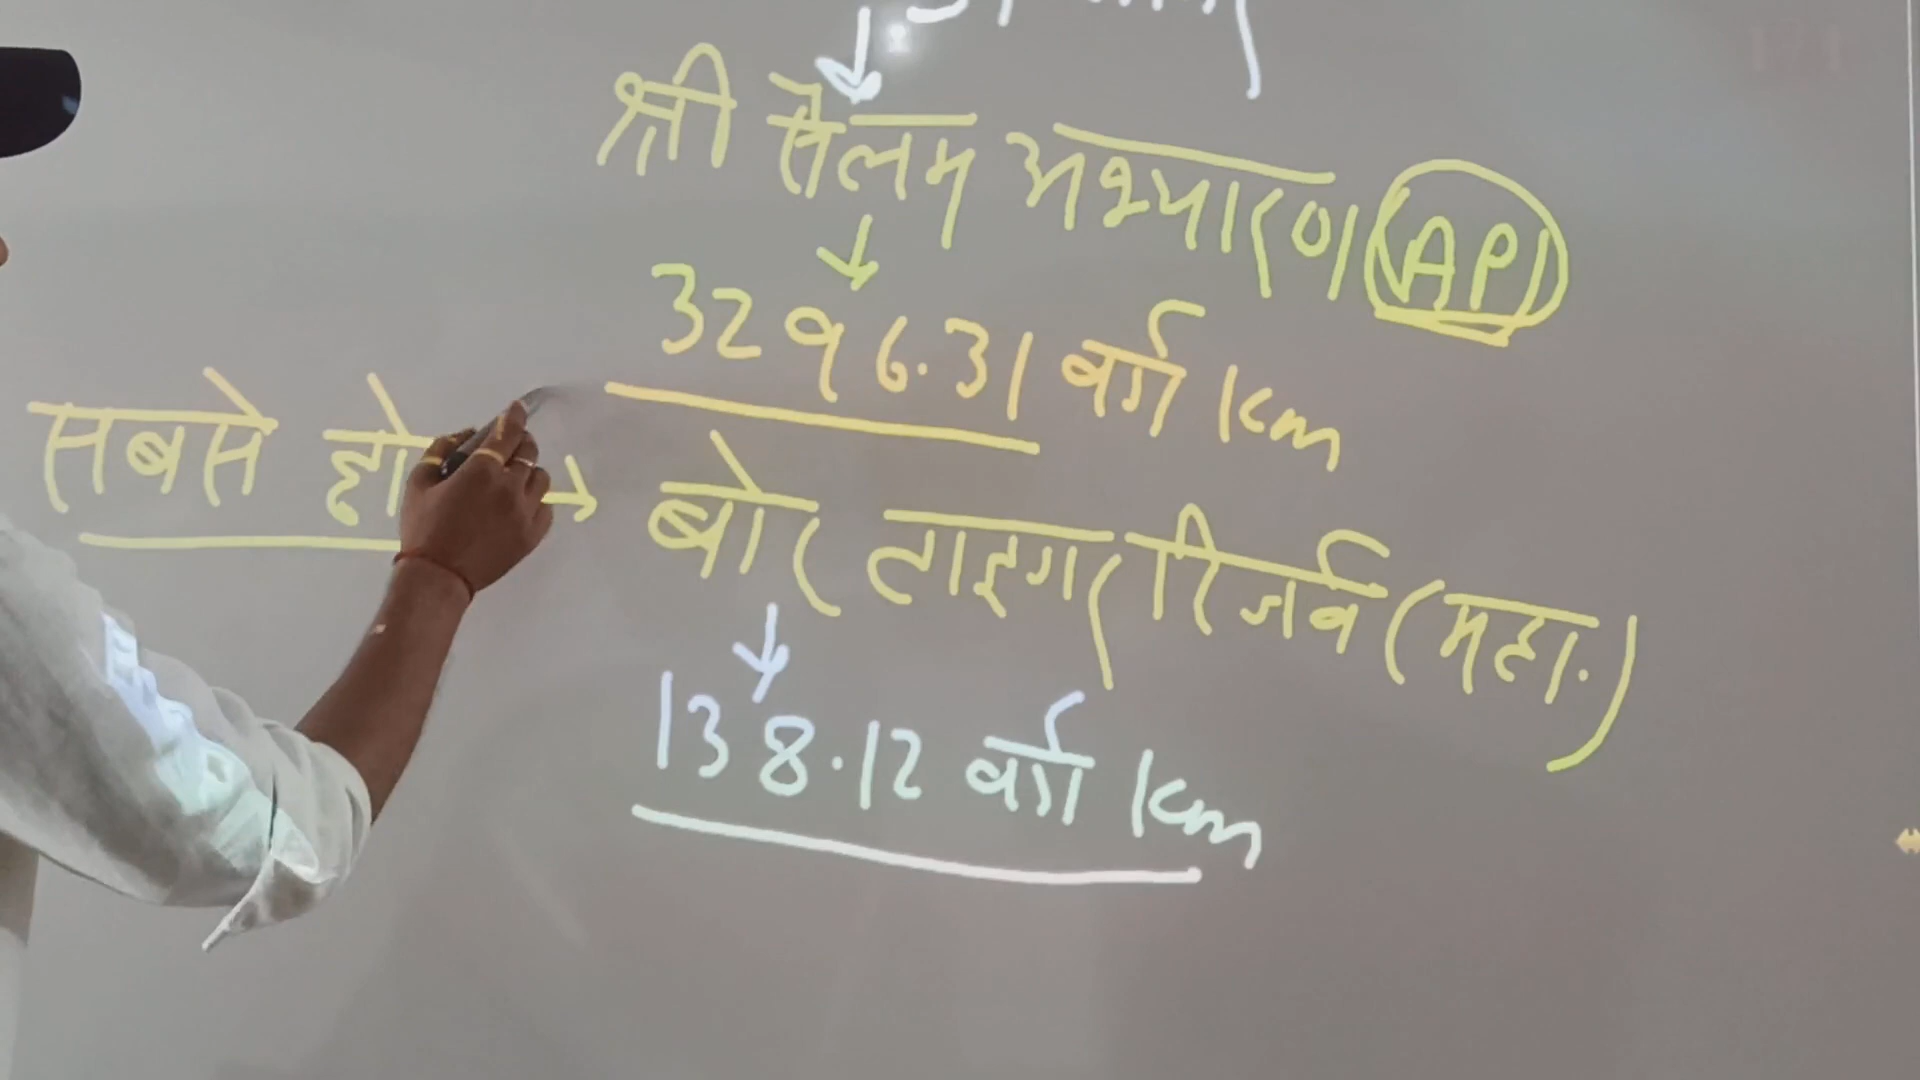 श्री सैलम अभ्यारण (AP)
3296.31 वर्ग km
सबसे → बोर टाइगर रिजर्व (महा.)
138.12 वर्ग km